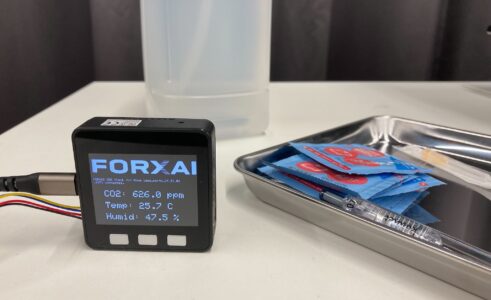 FORXAI
CO2: 626.0 ppm
Temp: 25.7 C
Humid: 47.5 %